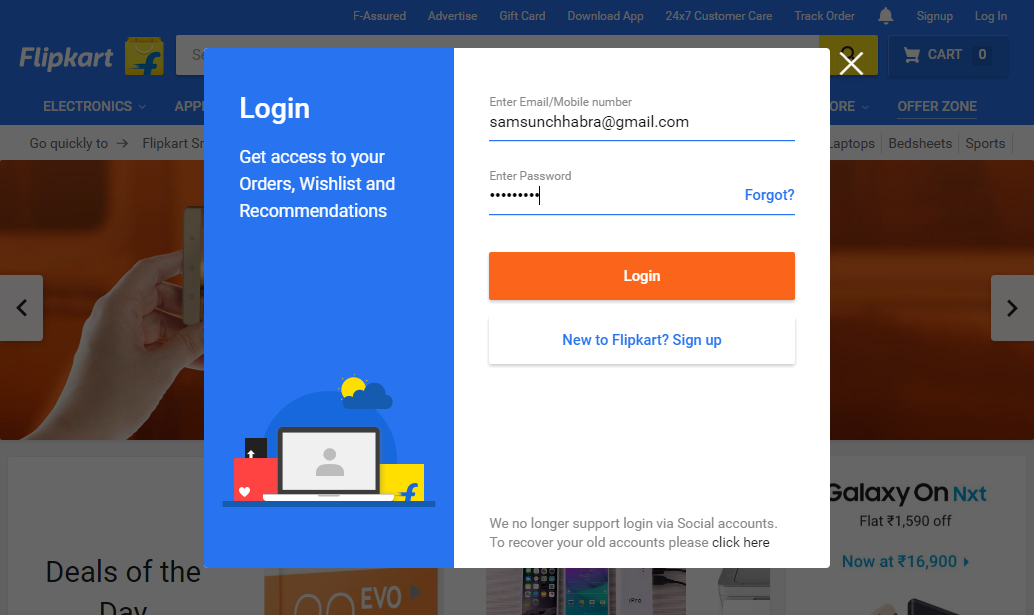 F-Assured Advertise Gift Card Download App 24x7 Customer Care Track Order Signup Log In
Flipkart
CART 0
ELECTRONICS
OFFER ZONE
Go quickly to → Flipkart
Laptops Bedsheets Sports
Login
Get access to your
Orders, Wishlist and
Recommendations
Enter Email/Mobile number
samsunchhabra@gmail.com
Enter Password
•••••••••
Forgot?
Login
New to Flipkart? Sign up
We no longer support login via Social accounts.
To recover your old accounts please click here
Galaxy On Nxt
Flat ₹1,590 off
Now at ₹16,900
Deals of the
Day
EVO